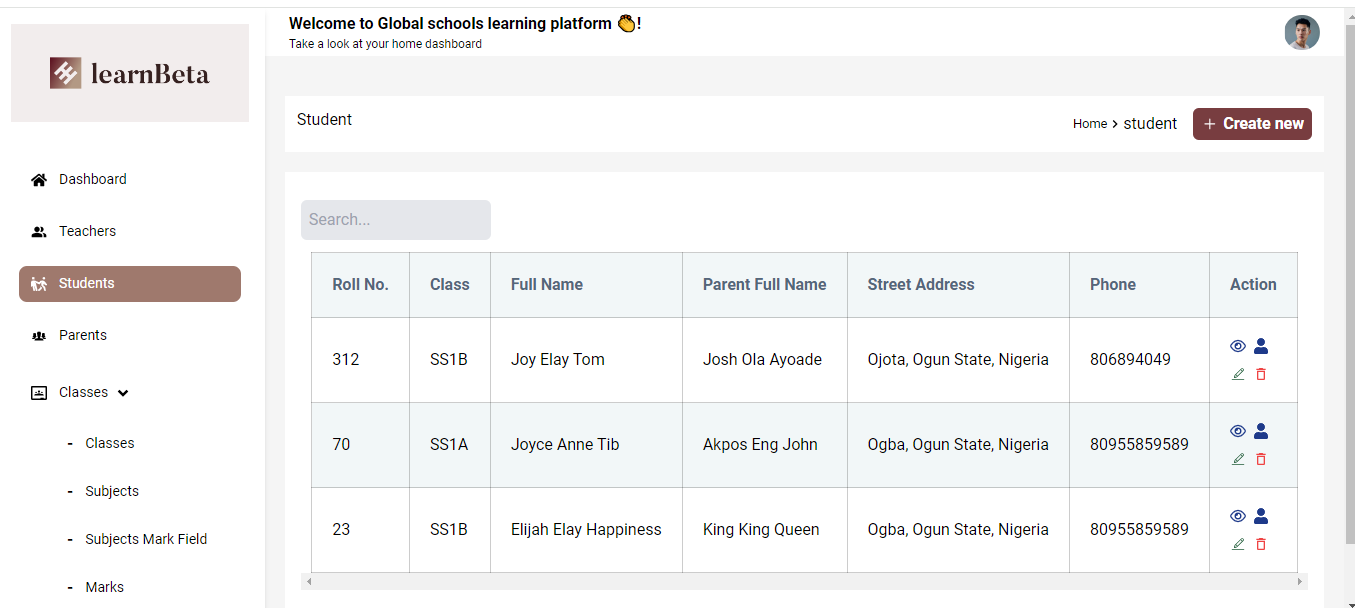 learnBeta
Dashboard
Teachers
Students
Parents
Classes
- Classes
- Subjects
- Subjects Mark Field
- Marks
Welcome to Global schools learning platform 👏!
Take a look at your home dashboard
Student
Home > student
+ Create new
Search...
Roll No. Class Full Name Parent Full Name Street Address Phone Action
312 SS1B Joy Elay Tom Josh Ola Ayoade Ojota, Ogun State, Nigeria 806894049
70 SS1A Joyce Anne Tib Akpos Eng John Ogba, Ogun State, Nigeria 80955859589
23 SS1B Elijah Elay Happiness King King Queen Ogba, Ogun State, Nigeria 80955859589